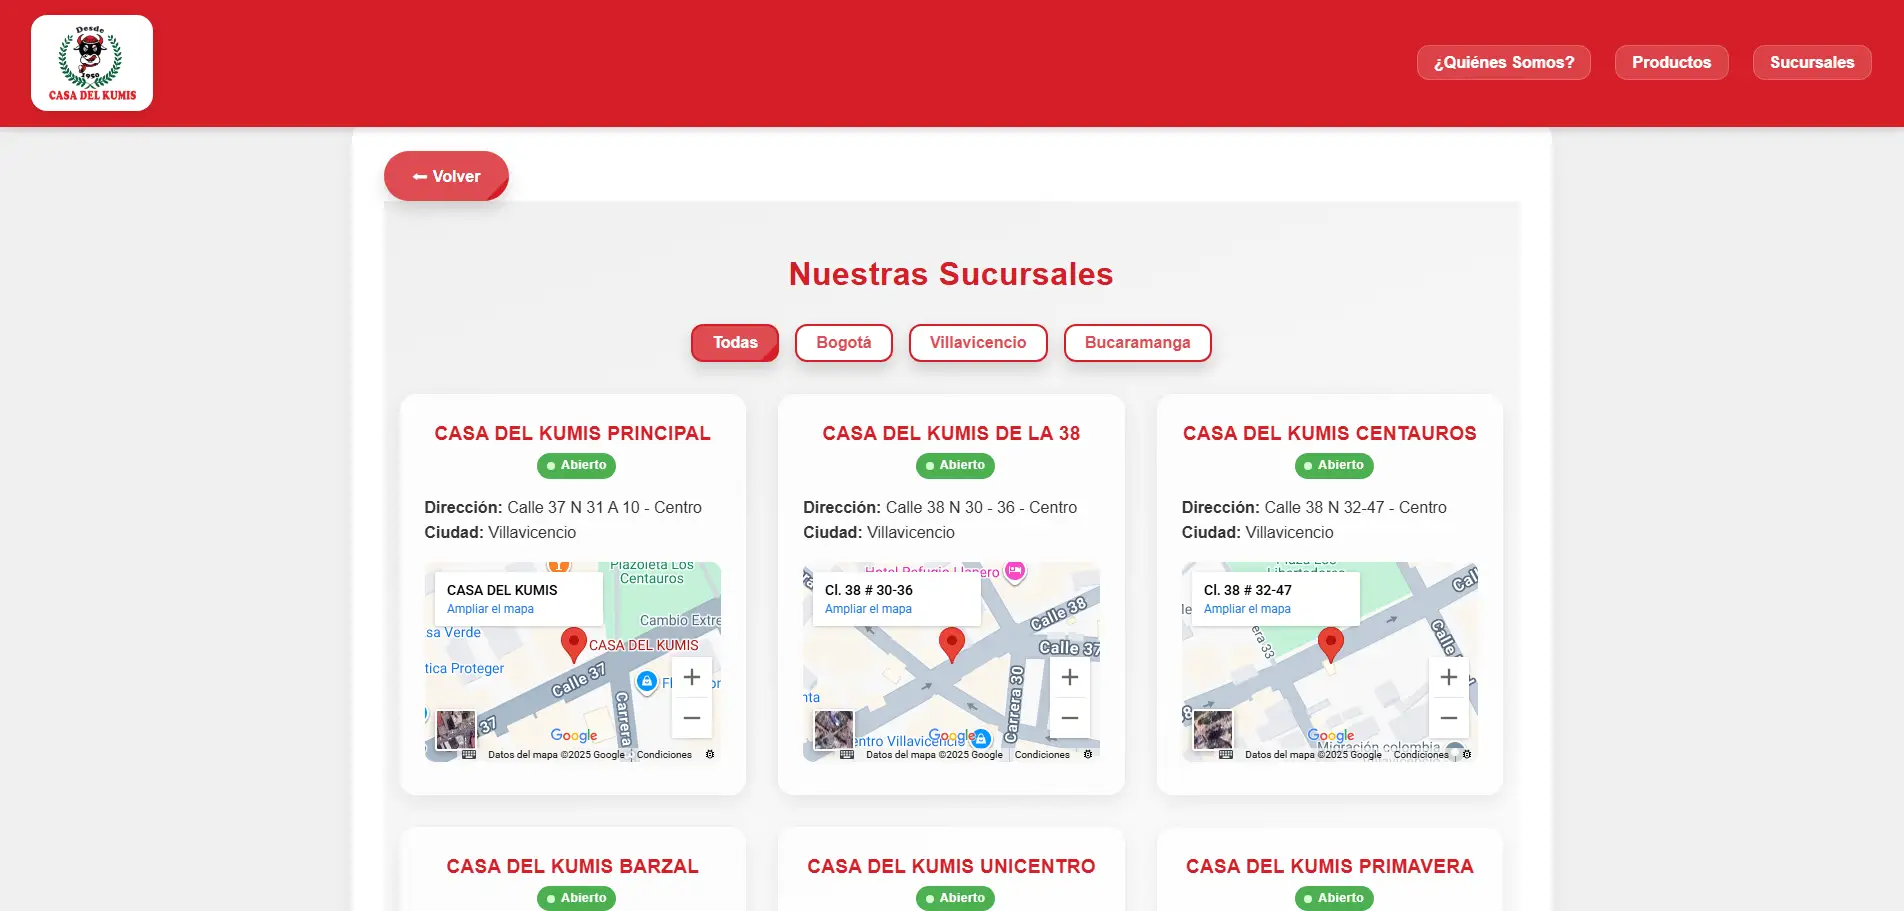 Desde
1950
CASA DEL KUMIS
¿Quiénes Somos?
Productos
Sucursales
Volver
Nuestras Sucursales
Todas
Bogotá
Villavicencio
Bucaramanga
CASA DEL KUMIS PRINCIPAL
Abierto
Dirección: Calle 37 N 31 A 10 - Centro
Ciudad: Villavicencio
Plazoleta Los
Centauros
CASA DEL KUMIS
Ampliar el mapa
Cambio Extre
sa Verde
CASA DEL KUMIS
tica Proteger
Calle 37
Carrera
37
Google
Datos del mapa ©2025 Google
Condiciones
CASA DEL KUMIS DE LA 38
Abierto
Dirección: Calle 38 N 30 - 36 - Centro
Ciudad: Villavicencio
Hotel Refugio Llanero
Cl. 38 # 30-36
Ampliar el mapa
Calle 38
Calle 37
Carrera 30
nta
entro Villavicencio
Google
Datos del mapa ©2025 Google
Condiciones
CASA DEL KUMIS CENTAUROS
Abierto
Dirección: Calle 38 N 32-47 - Centro
Ciudad: Villavicencio
Cl. 38 # 32-47
Ampliar el mapa
era 33
Calle
Google
Migración colombia
Datos del mapa ©2025 Google
Condiciones
CASA DEL KUMIS BARZAL
Abierto
CASA DEL KUMIS UNICENTRO
Abierto
CASA DEL KUMIS PRIMAVERA
Abierto